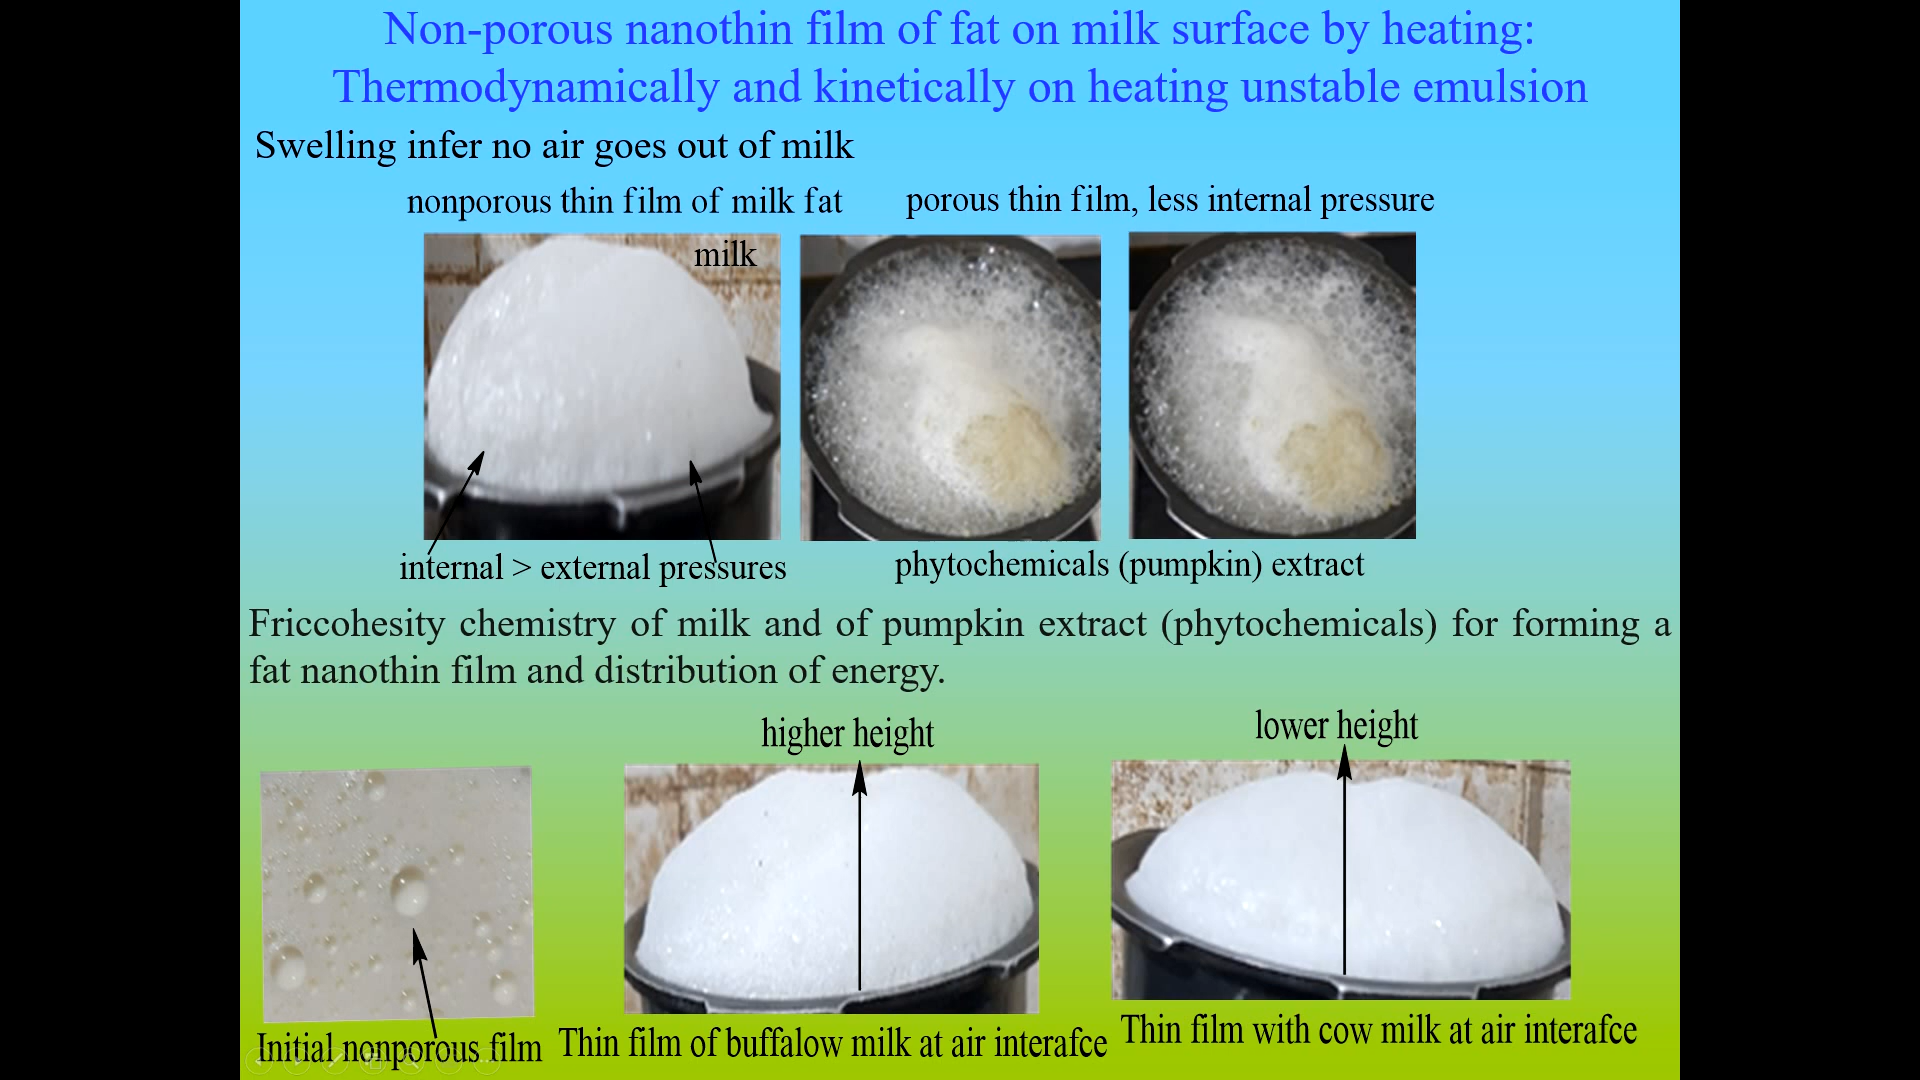 Non-porous nanothin film of fat on milk surface by heating:
Thermodynamically and kinetically on heating unstable emulsion
Swelling infer no air goes out of milk
nonporous thin film of milk fat
porous thin film, less internal pressure
milk
internal > external pressures
phytochemicals (pumpkin) extract
Friccohesity chemistry of milk and of pumpkin extract (phytochemicals) for forming a
fat nanothin film and distribution of energy.
higher height
lower height
Initial nonporous film
Thin film of buffalow milk at air interafce
Thin film with cow milk at air interafce